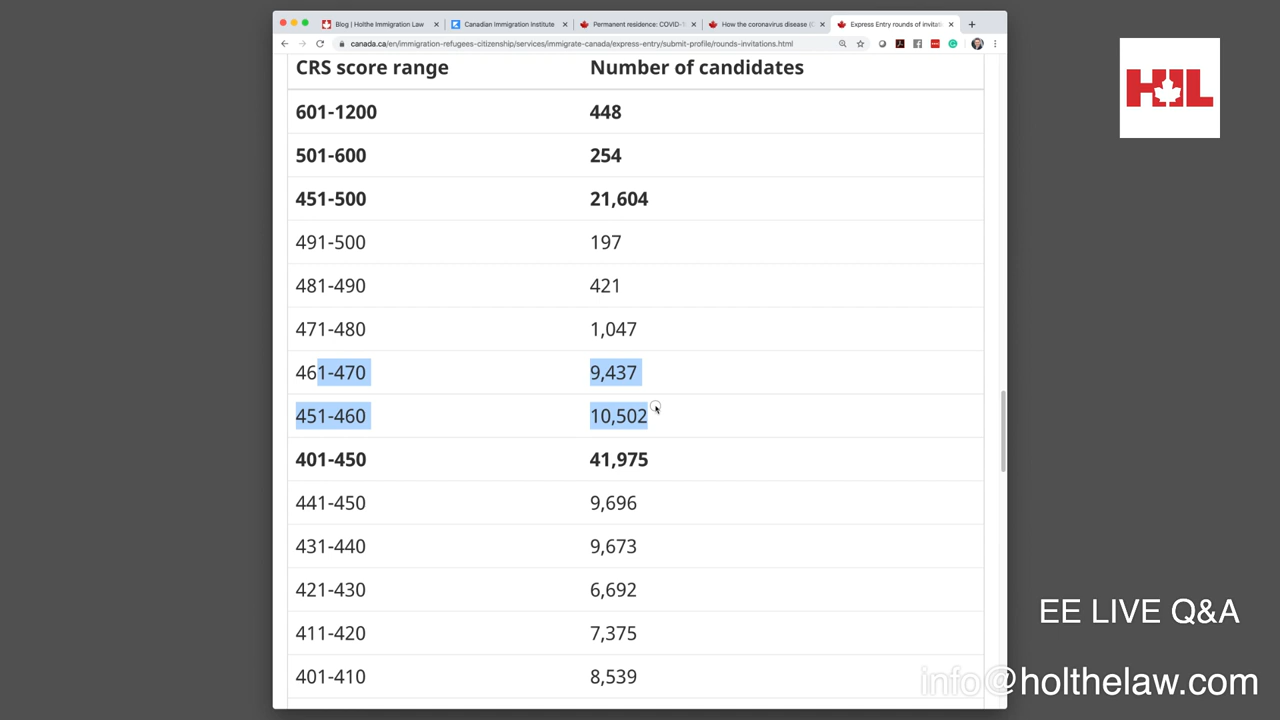 Blog | Holthe Immigration Law
Canadian Immigration Institute
Permanent residence: COVID-
How the coronavirus disease (
Express Entry rounds of invitat
canada.ca/en/immigration-refugees-citizenship/services/immigrate-canada/express-entry/submit-profile/rounds-invitations.html
CRS score range Number of candidates
601-1200 448
501-600 254
451-500 21,604
491-500 197
481-490 421
471-480 1,047
461-470 9,437
451-460 10,502
401-450 41,975
441-450 9,696
431-440 9,673
421-430 6,692
411-420 7,375
401-410 8,539
HIL
EE LIVE Q&A
info@holthelaw.com